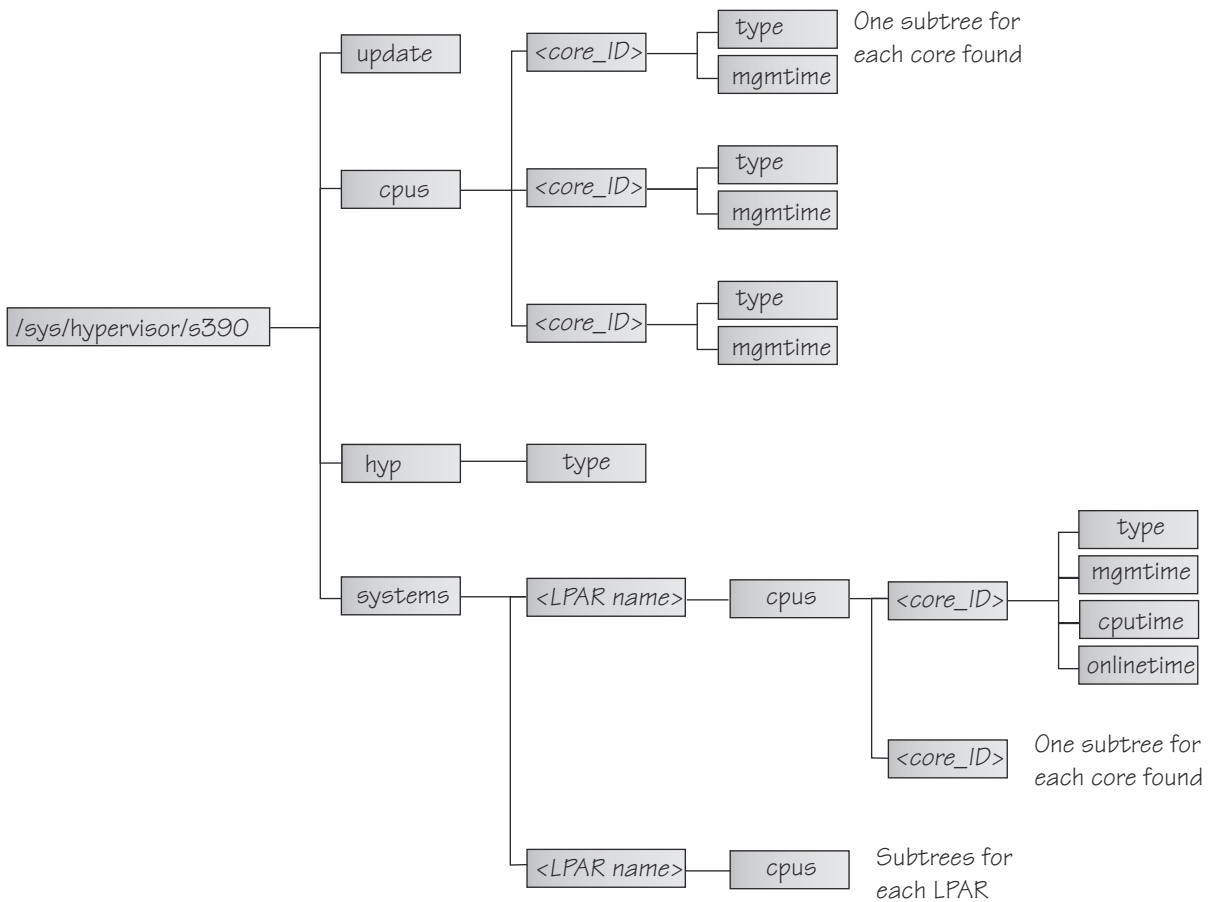 /sys/hypervisor/s390
update
cpus
<core_ID>
type
mgmtime
One subtree for
each core found
<core_ID>
type
mgmtime
<core_ID>
type
mgmtime
hyp
type
systems
<LPAR name>
cpus
<core_ID>
type
mgmtime
cputime
onlinetime
<core_ID>
One subtree for
each core found
<LPAR name>
cpus
Subtrees for
each LPAR